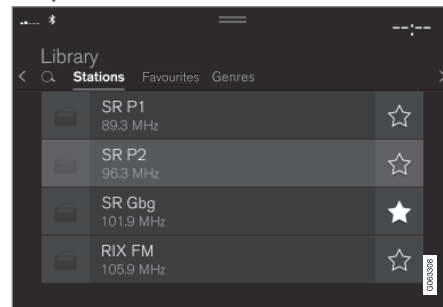 --:--
Library
Stations Favourites Genres
SR P1
89.3 MHz
SR P2
96.3 MHz
SR Gbg
101.9 MHz
RIX FM
105.9 MHz
G063308